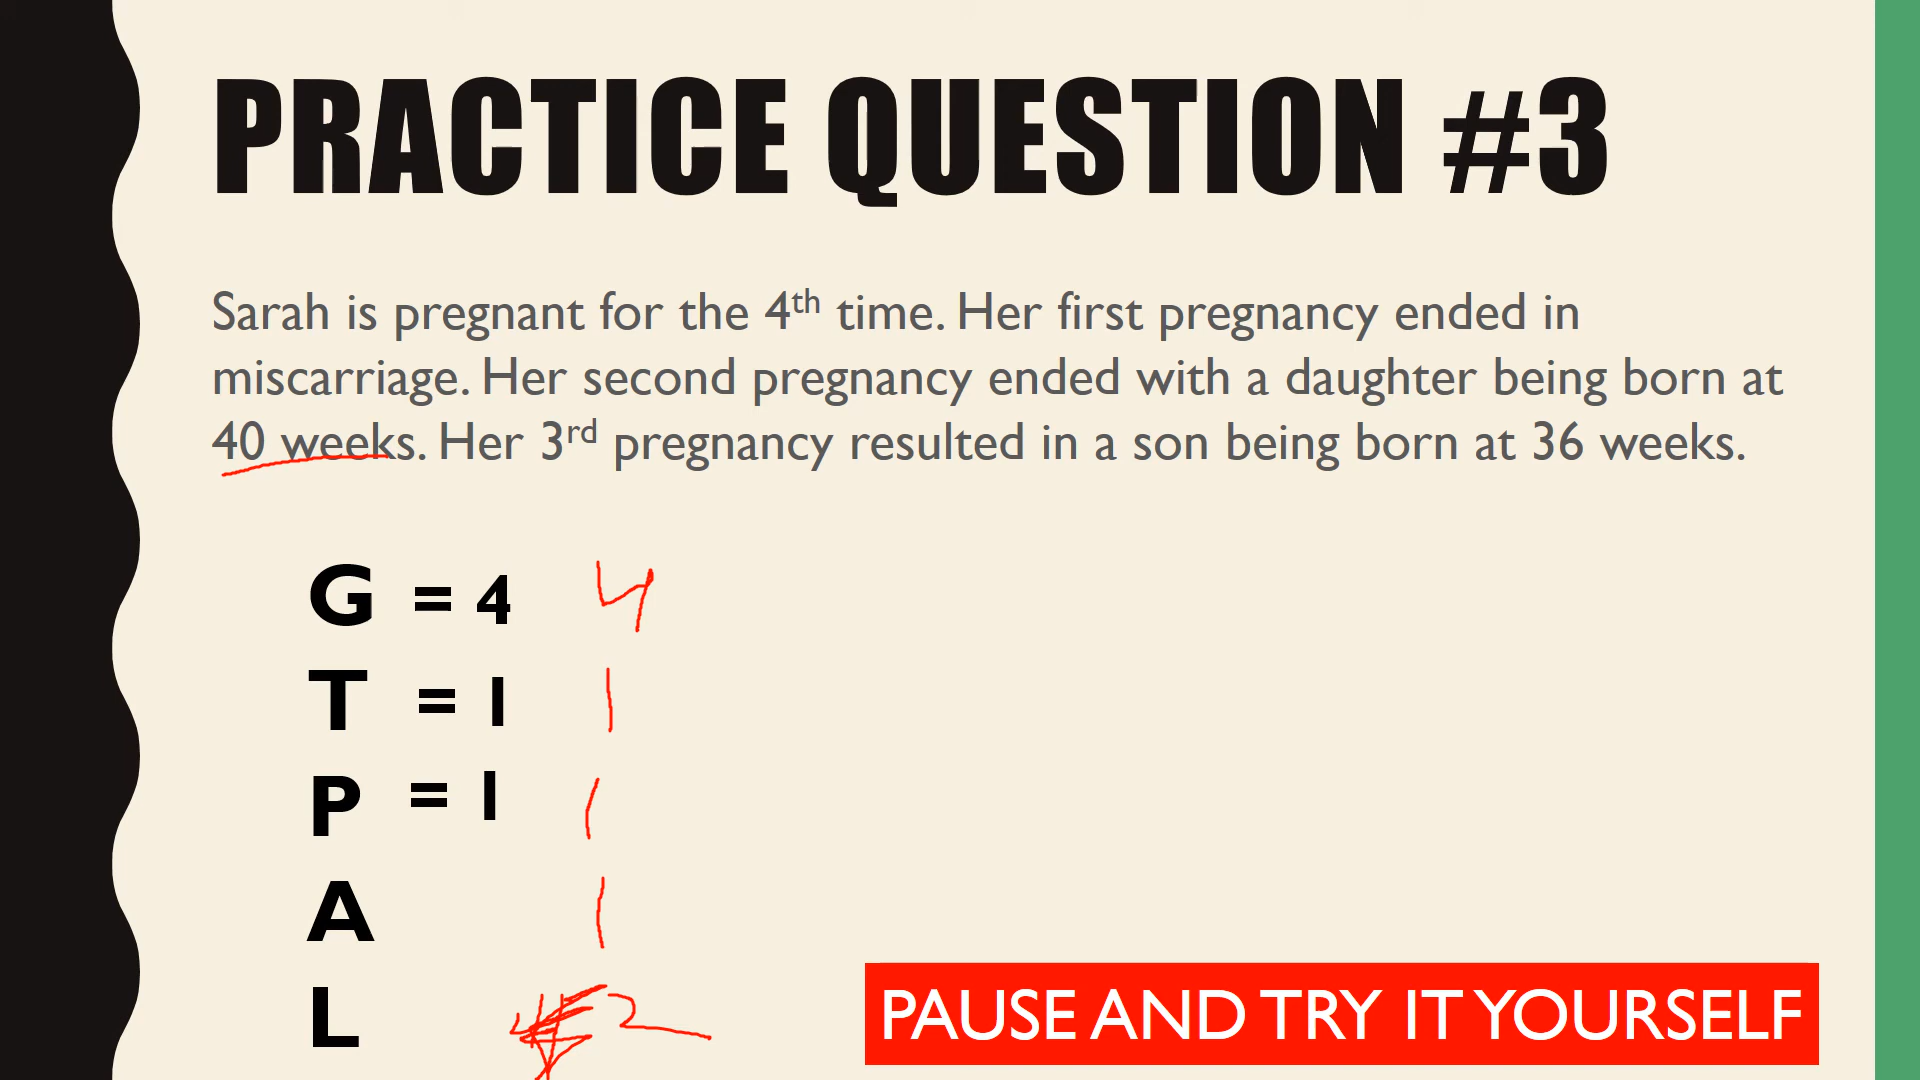 PRACTICE QUESTION #3
Sarah is pregnant for the 4th time. Her first pregnancy ended in
miscarriage. Her second pregnancy ended with a daughter being born at
40 weeks. Her 3rd pregnancy resulted in a son being born at 36 weeks.
G = 4 4
T = 1 1
P = 1 1
A 1
L 2
PAUSE AND TRY IT YOURSELF